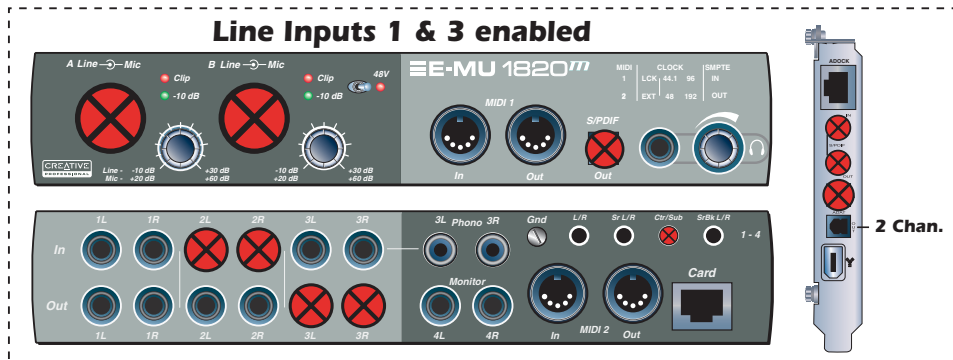 Line Inputs 1 & 3 enabled
A Line Mic
B Line Mic
Clip
-10 dB
Clip
-10 dB
48V
E-MU 1820m
MIDI CLOCK SMPTE
1 LCK 44.1 96 IN
2 EXT 48 192 OUT
MIDI 1
S/PDIF
In
Out
Out
CREATIVE
PROFESSIONAL
Line - -10 dB +30 dB
Mic - +20 dB +60 dB
-10 dB +30 dB
+20 dB +60 dB
1L 1R 2L 2R 3L 3R
In
Out
1L 1R 2L 2R 3L 3R
3L Phono 3R
Gnd
L/R
Sr L/R
Ctr/Sub
SrBk L/R
1 - 4
Monitor
4L 4R
In
MIDI 2
Out
Card
ADOCK
IN
S/PDIF
OUT
ADAT
2 Chan.